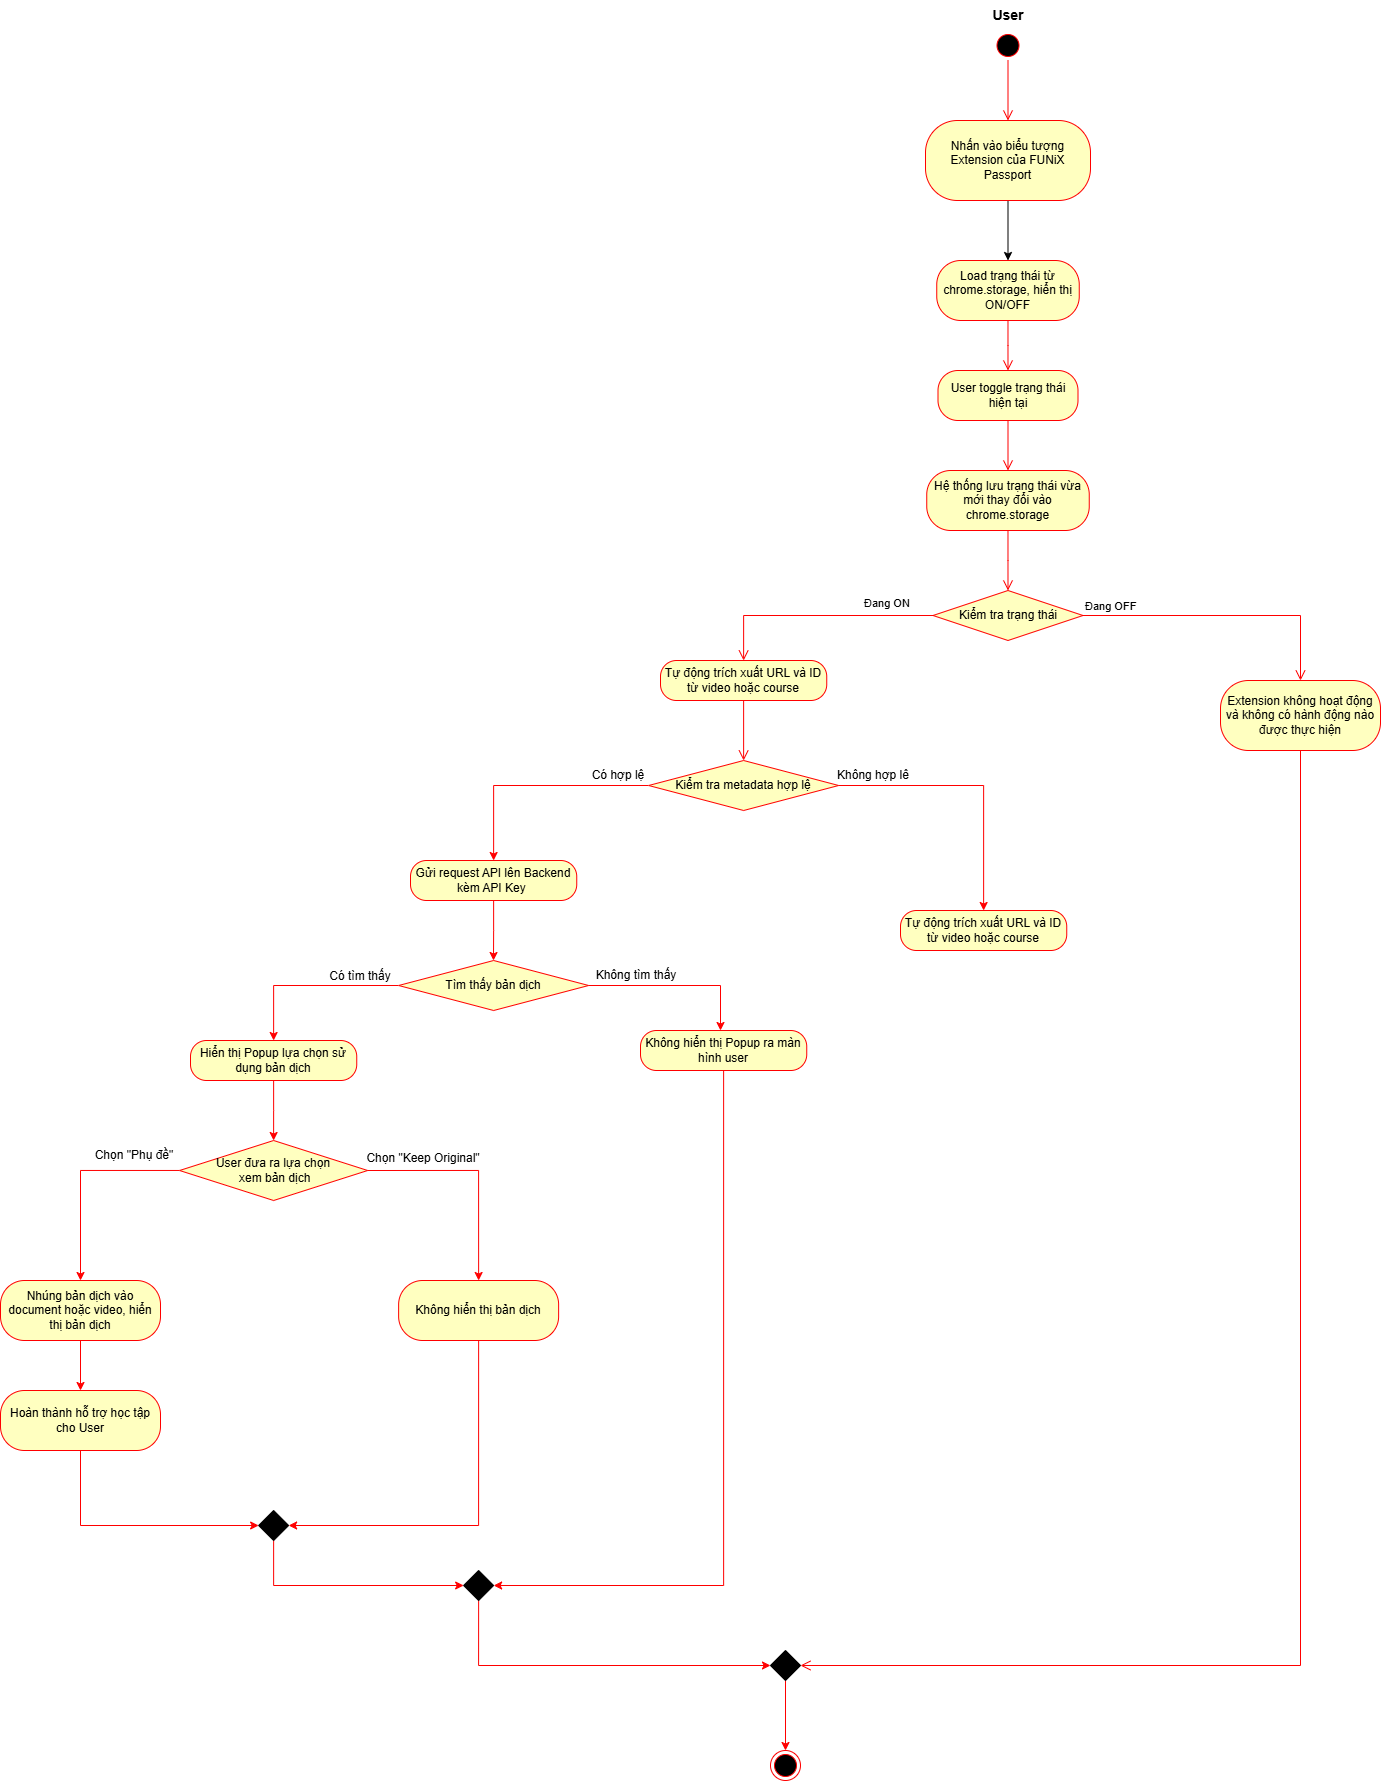 User
Nhấn vào biểu tượng
Extension của FUNiX
Passport
Load trạng thái từ
chrome.storage, hiển thị
ON/OFF
User toggle trạng thái
hiện tại
Hệ thống lưu trạng thái vừa
mới thay đổi vào
chrome.storage
Đang ON
Kiểm tra trạng thái
Đang OFF
Tự động trích xuất URL và ID
từ video hoặc course
Extension không hoạt động
và không có hành động nào
được thực hiện
Có hợp lệ
Kiểm tra metadata hợp lệ
Không hợp lê
Gửi request API lên Backend
kèm API Key
Tự động trích xuất URL và ID
từ video hoặc course
Có tìm thấy
Tìm thấy bản dịch
Không tìm thấy
Hiển thị Popup lựa chọn sử
dụng bản dịch
Không hiển thị Popup ra màn
hình user
Chọn "Phụ đề"
User đưa ra lựa chọn
xem bản dịch
Chọn "Keep Original"
Nhúng bản dịch vào
document hoặc video, hiển
thị bản dịch
Không hiển thị bản dịch
Hoàn thành hỗ trợ học tập
cho User